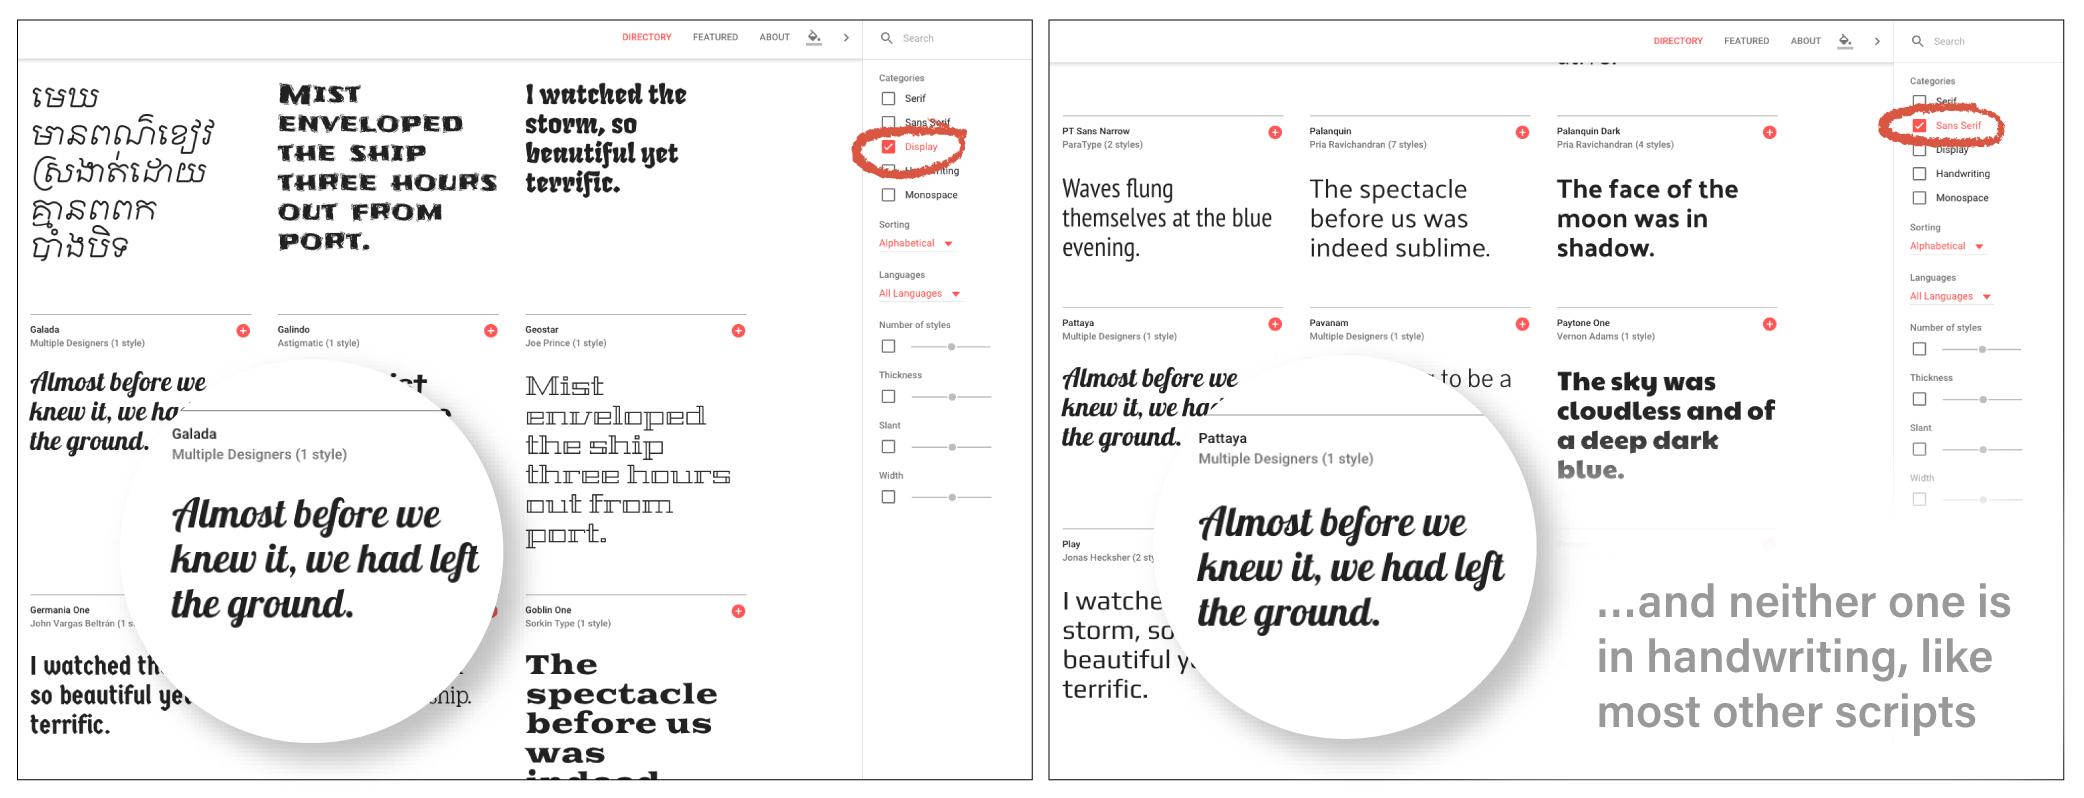 DIRECTORY FEATURED ABOUT
Search
Categories
Serif
Sans Serif
Display
Handwriting
Monospace
Sorting
Alphabetical
Languages
All Languages
Number of styles
Thickness
Slant
Width
មេឃ
មានពណ៌ខៀវ
ស្រងាត់ដោយ
គ្មានពពក
បាំងបិទ
MIST
ENVELOPED
THE SHIP
THREE HOURS
OUT FROM
PORT.
I watched the
storm, so
beautiful yet
terrific.
Galada
Multiple Designers (1 style)
Almost before we
knew it, we had
the ground.
Galindo
Astigmatic (1 style)
Geostar
Joe Prince (1 style)
Mist
enveloped
the ship
three hours
out from
port.
Galada
Multiple Designers (1 style)
Almost before we
knew it, we had left
the ground.
Germania One
John Vargas Beltrán (1 s
I watched th
so beautiful yet
terrific.
ship.
Goblin One
Sorkin Type (1 style)
The
spectacle
before us
was
indeed
DIRECTORY FEATURED ABOUT
Search
Categories
Serif
Sans Serif
Display
Handwriting
Monospace
Sorting
Alphabetical
Languages
All Languages
Number of styles
Thickness
Slant
Width
PT Sans Narrow
ParaType (2 styles)
Waves flung
themselves at the blue
evening.
Palanquin
Pria Ravichandran (7 styles)
The spectacle
before us was
indeed sublime.
Palanquin Dark
Pria Ravichandran (4 styles)
The face of the
moon was in
shadow.
Pattaya
Multiple Designers (1 style)
Almost before we
knew it, we had
the ground.
Pavanam
Multiple Designers (1 style)
to be a
Paytone One
Vernon Adams (1 style)
The sky was
cloudless and of
a deep dark
blue.
Pattaya
Multiple Designers (1 style)
Almost before we
knew it, we had left
the ground.
Play
Jonas Hecksher (2 sty
I watche
storm, so
beautiful y
terrific.
...and neither one is
in handwriting, like
most other scripts